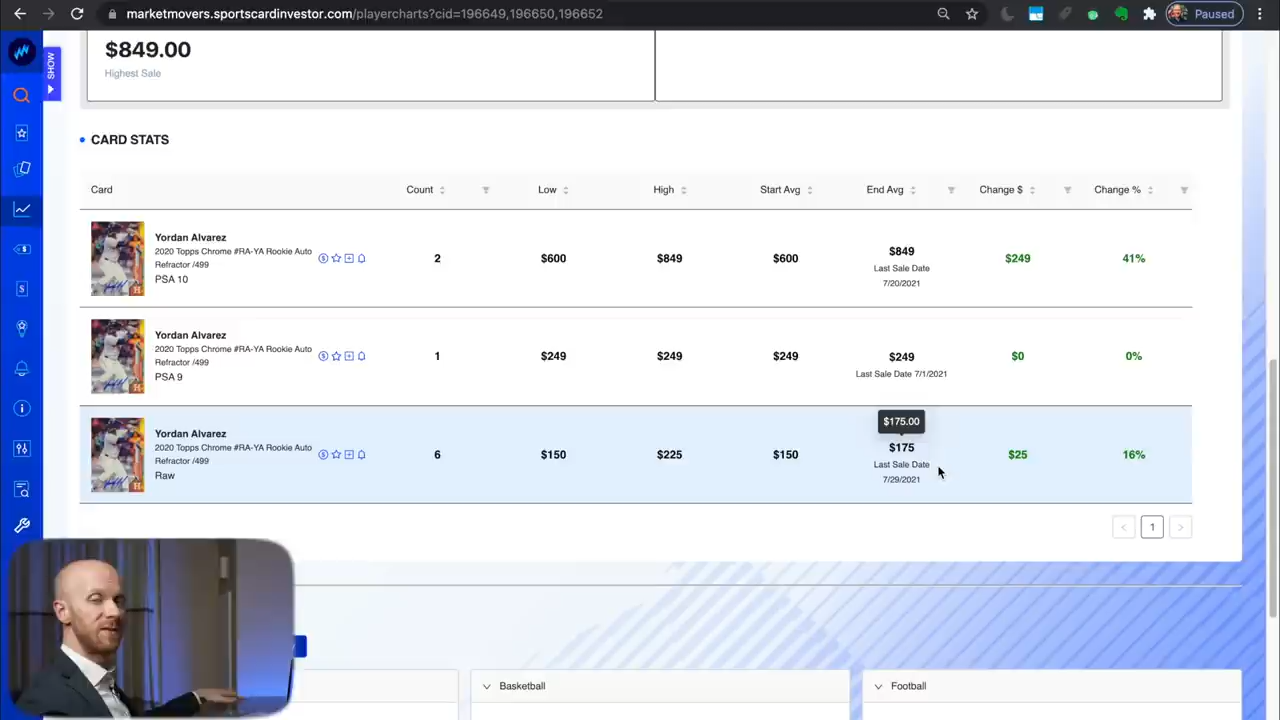 marketmovers.sportscardinvestor.com/playercharts?cid=196649,196650,196652
Paused
SHOW
$849.00
Highest Sale
CARD STATS
Card Count Low High Start Avg End Avg Change $ Change %
Yordan Alvarez
2020 Topps Chrome #RA-YA Rookie Auto
Refractor /499
PSA 10
2 $600 $849 $600 $849 $249 41%
Last Sale Date
7/20/2021
Yordan Alvarez
2020 Topps Chrome #RA-YA Rookie Auto
Refractor /499
PSA 9
1 $249 $249 $249 $249 $0 0%
Last Sale Date 7/1/2021
$175.00
Yordan Alvarez
2020 Topps Chrome #RA-YA Rookie Auto
Refractor /499
Raw
6 $150 $225 $150 $175 $25 16%
Last Sale Date
7/29/2021
< 1 >
Basketball
Football